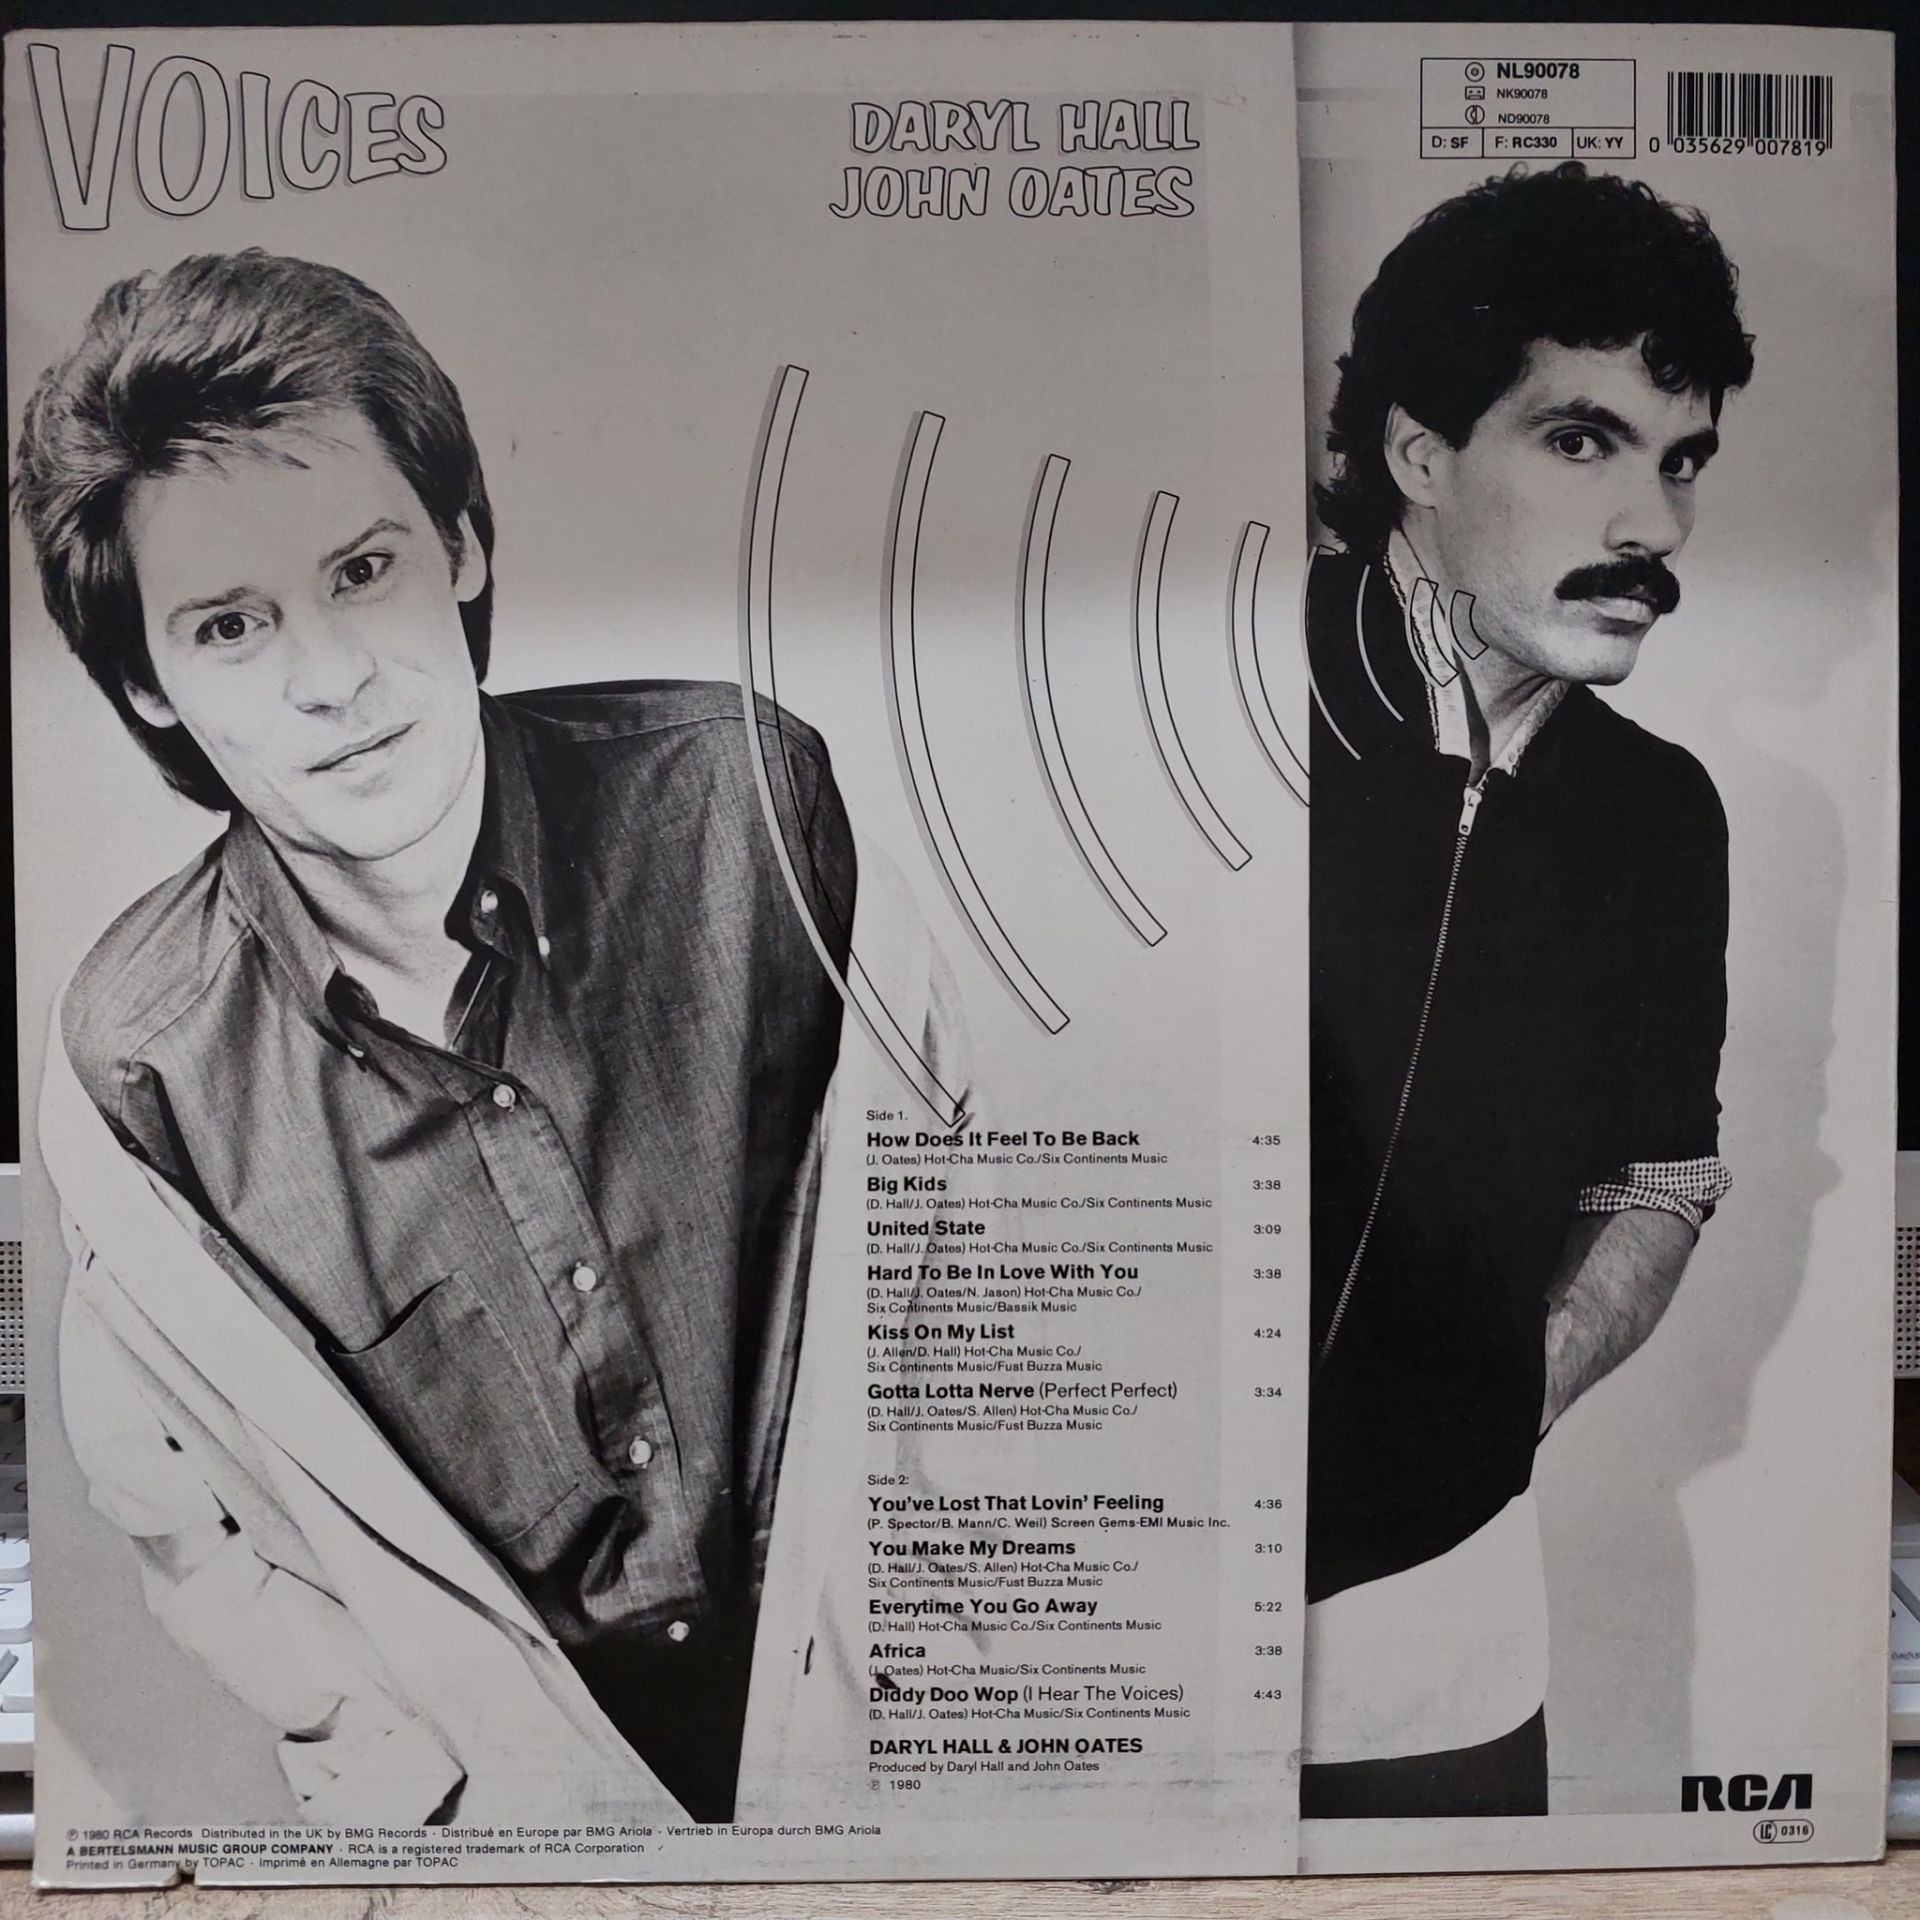 VOICES
DARYL HALL
JOHN OATES
NL90078
NK90078
ND90078
D: SF F: RC330 UK: YY
0 035629 007819
Side 1.
How Does It Feel To Be Back 4:35
(J. Oates) Hot-Cha Music Co./Six Continents Music
Big Kids 3:38
(D. Hall/J. Oates) Hot-Cha Music Co./Six Continents Music
United State 3:09
(D. Hall/J. Oates) Hot-Cha Music Co./Six Continents Music
Hard To Be In Love With You 3:38
(D. Hall/J. Oates/N. Jason) Hot-Cha Music Co./
Six Continents Music/Bassik Music
Kiss On My List 4:24
(J. Allen/D. Hall) Hot-Cha Music Co./
Six Continents Music/Fust Buzza Music
Gotta Lotta Nerve (Perfect Perfect) 3:34
(D. Hall/J. Oates/S. Allen) Hot-Cha Music Co./
Six Continents Music/Fust Buzza Music
Side 2:
You've Lost That Lovin' Feeling 4:36
(P. Spector/B. Mann/C. Weil) Screen Gems-EMI Music Inc.
You Make My Dreams 3:10
(D. Hall/J. Oates/S. Allen) Hot-Cha Music Co./
Six Continents Music/Fust Buzza Music
Everytime You Go Away 5:22
(D. Hall) Hot-Cha Music Co./Six Continents Music
Africa 3:38
(J. Oates) Hot-Cha Music/Six Continents Music
Diddy Doo Wop (I Hear The Voices) 4:43
(D. Hall/J. Oates) Hot-Cha Music/Six Continents Music
DARYL HALL & JOHN OATES
Produced by Daryl Hall and John Oates
℗ 1980
RCA
LC 0316
℗ 1980 RCA Records Distributed in the UK by BMG Records · Distribué en Europe par BMG Ariola · Vertrieb in Europa durch BMG Ariola
A BERTELSMANN MUSIC GROUP COMPANY · RCA is a registered trademark of RCA Corporation
Printed in Germany by TOPAC · Imprimé en Allemagne par TOPAC